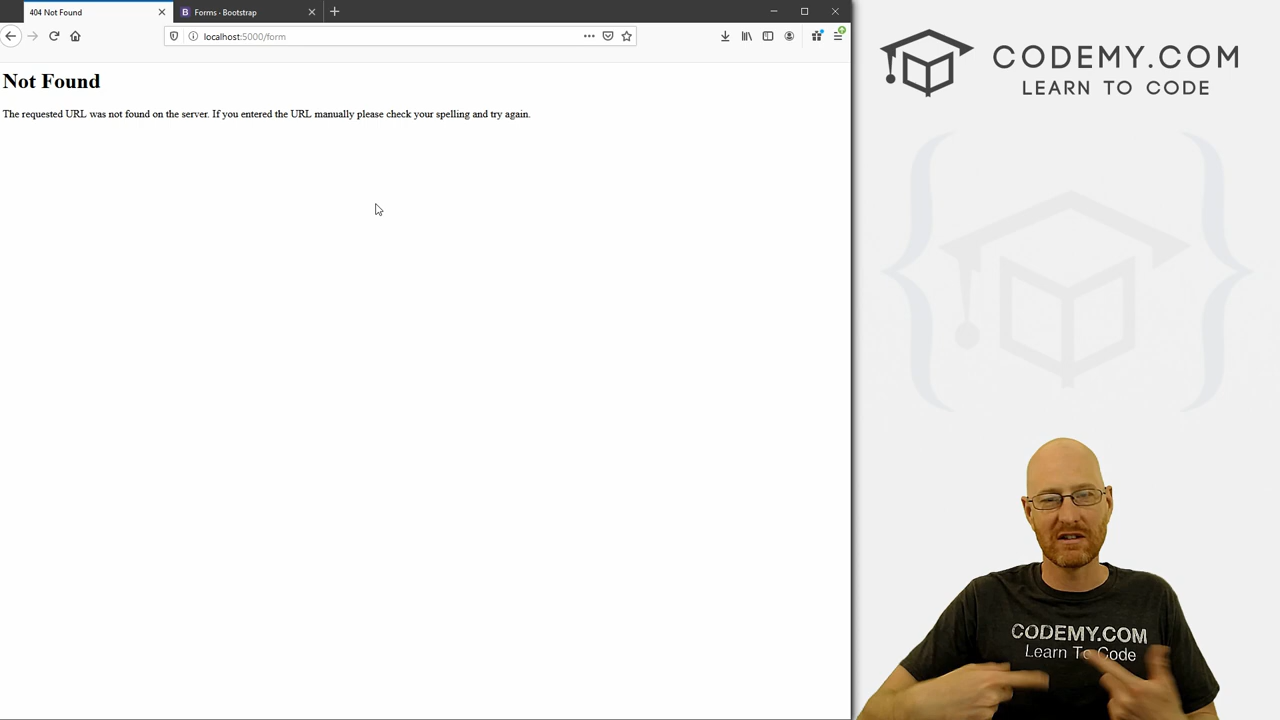 404 Not Found
B Forms - Bootstrap
localhost:5000/form
Not Found
The requested URL was not found on the server. If you entered the URL manually please check your spelling and try again.
CODEMY.COM
LEARN TO CODE
CODEMY.COM
Learn To Code